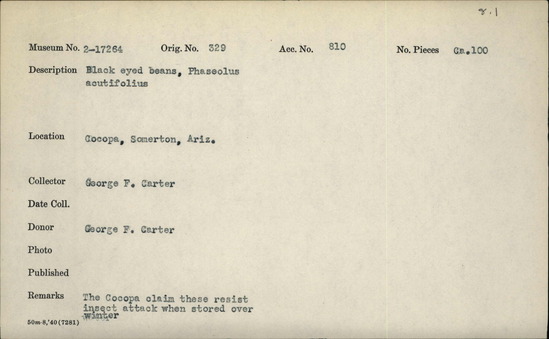 8.1
Museum No. 2-17264 Orig. No. 329 Acc. No. 810 No. Pieces Ca.100
Description Black eyed beans, Phaseolus
acutifolius
Location Cocopa, Somerton, Ariz.
Collector George F. Carter
Date Coll.
Donor George F. Carter
Photo
Published
Remarks The Cocopa claim these resist
insect attack when stored over
winter
50m-8,'40(7281)